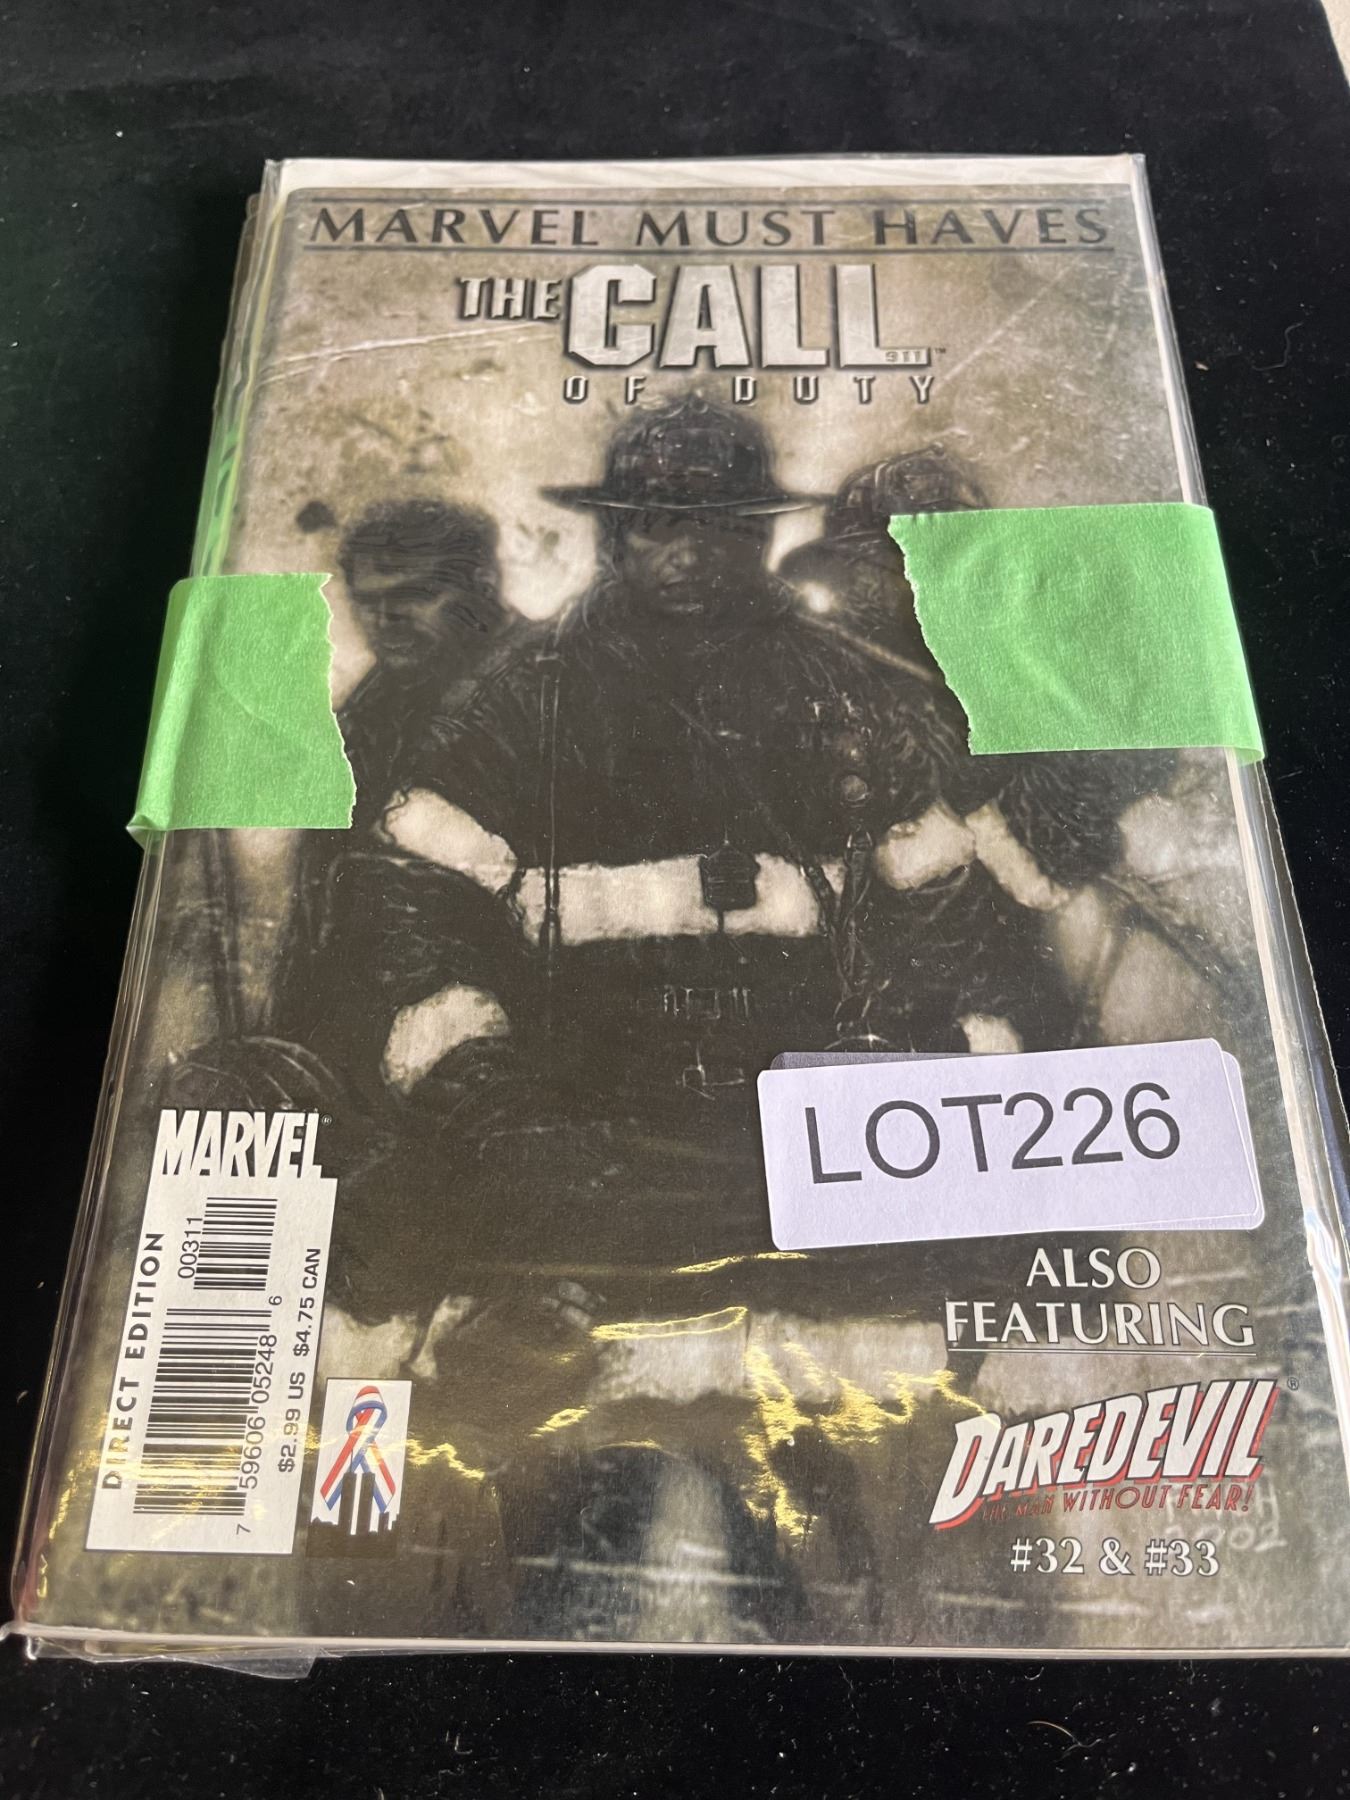 MARVEL MUST HAVES
THE CALL
911™
OF DUTY
LOT226
MARVEL®
DIRECT EDITION
00311
7 59606 05248 6
$2.99 US $4.75 CAN
ALSO
FEATURING
DAREDEVIL®
THE MAN WITHOUT FEAR!
#32 & #33